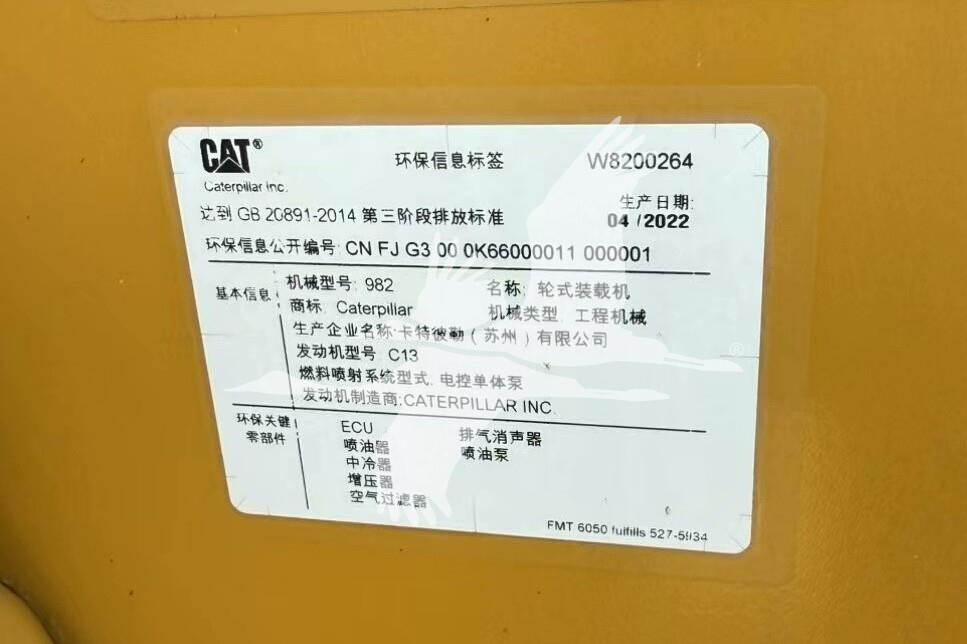 CAT® 环保信息标签 W8200264
Caterpillar Inc. 生产日期:
达到 GB 20891-2014 第三阶段排放标准 04 /2022
环保信息公开编号: CN FJ G3 00 0K66000011 000001
基本信息 机械型号: 982 名称: 轮式装载机
商标: Caterpillar 机械类型: 工程机械
生产企业名称:卡特彼勒(苏州)有限公司
发动机型号: C13
燃料喷射系统型式: 电控单体泵
发动机制造商:CATERPILLAR INC.
环保关键 ECU 排气消声器
零部件 喷油器 喷油泵
中冷器
增压器
空气过滤器
FMT 6050 fulfills 527-5934